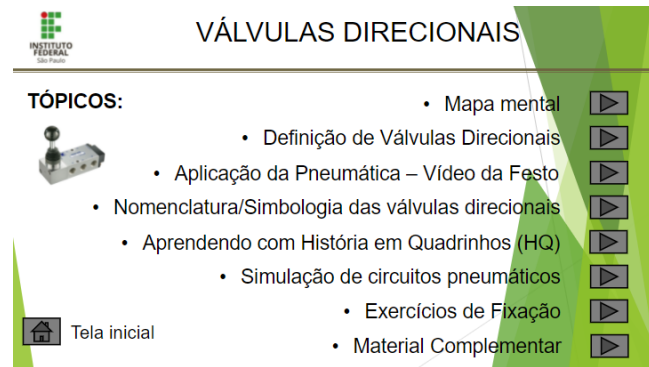 INSTITUTO
FEDERAL
São Paulo
VÁLVULAS DIRECIONAIS
TÓPICOS:
• Mapa mental
• Definição de Válvulas Direcionais
• Aplicação da Pneumática – Vídeo da Festo
• Nomenclatura/Simbologia das válvulas direcionais
• Aprendendo com História em Quadrinhos (HQ)
• Simulação de circuitos pneumáticos
• Exercícios de Fixação
• Material Complementar
Tela inicial